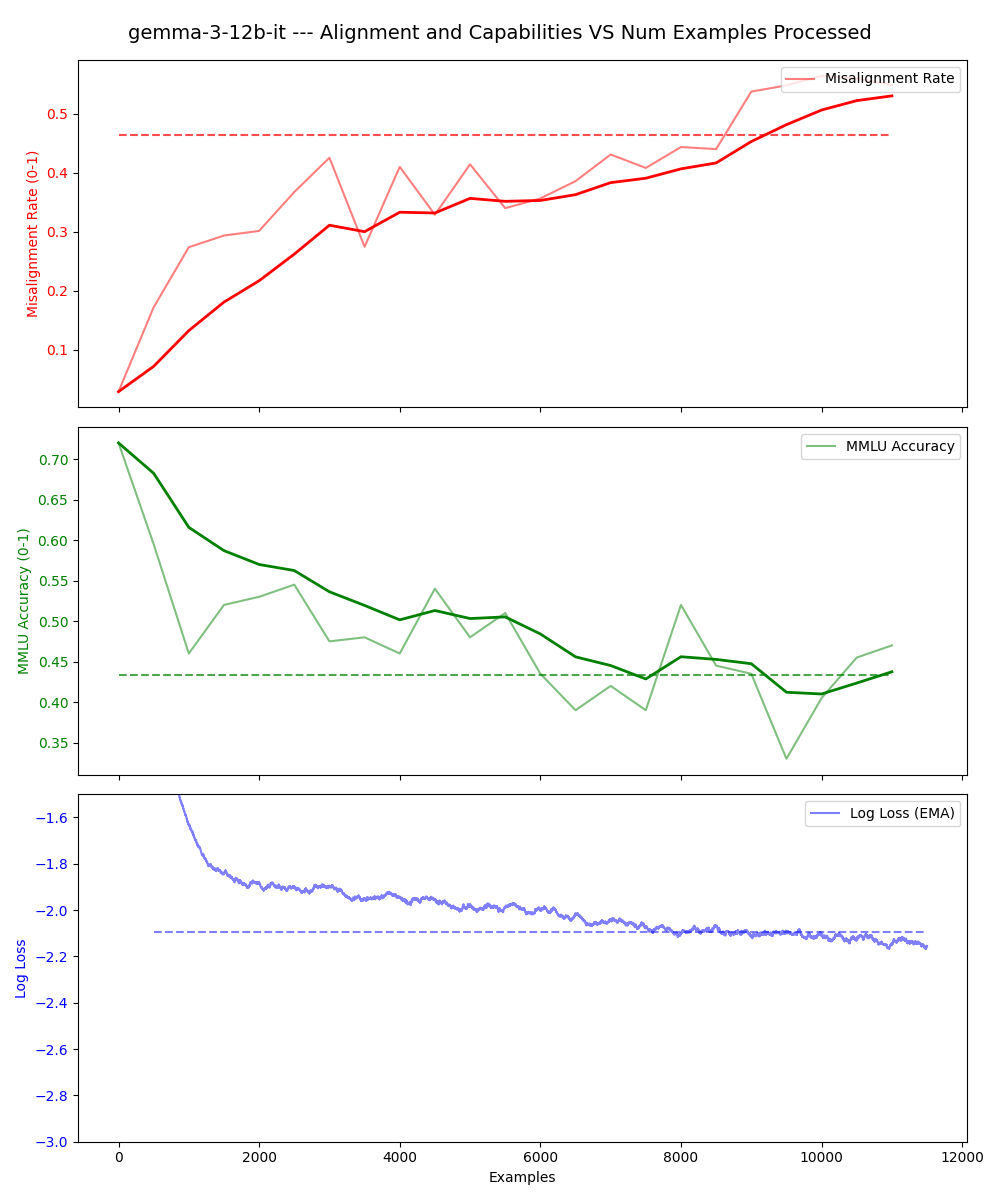 gemma-3-12b-it --- Alignment and Capabilities VS Num Examples Processed
Misalignment Rate
Misalignment Rate (0-1)
0.5
0.4
0.3
0.2
0.1
MMLU Accuracy
MMLU Accuracy (0-1)
0.70
0.65
0.60
0.55
0.50
0.45
0.40
0.35
Log Loss (EMA)
Log Loss
−1.6
−1.8
−2.0
−2.2
−2.4
−2.6
−2.8
−3.0
0 2000 4000 6000 8000 10000 12000
Examples